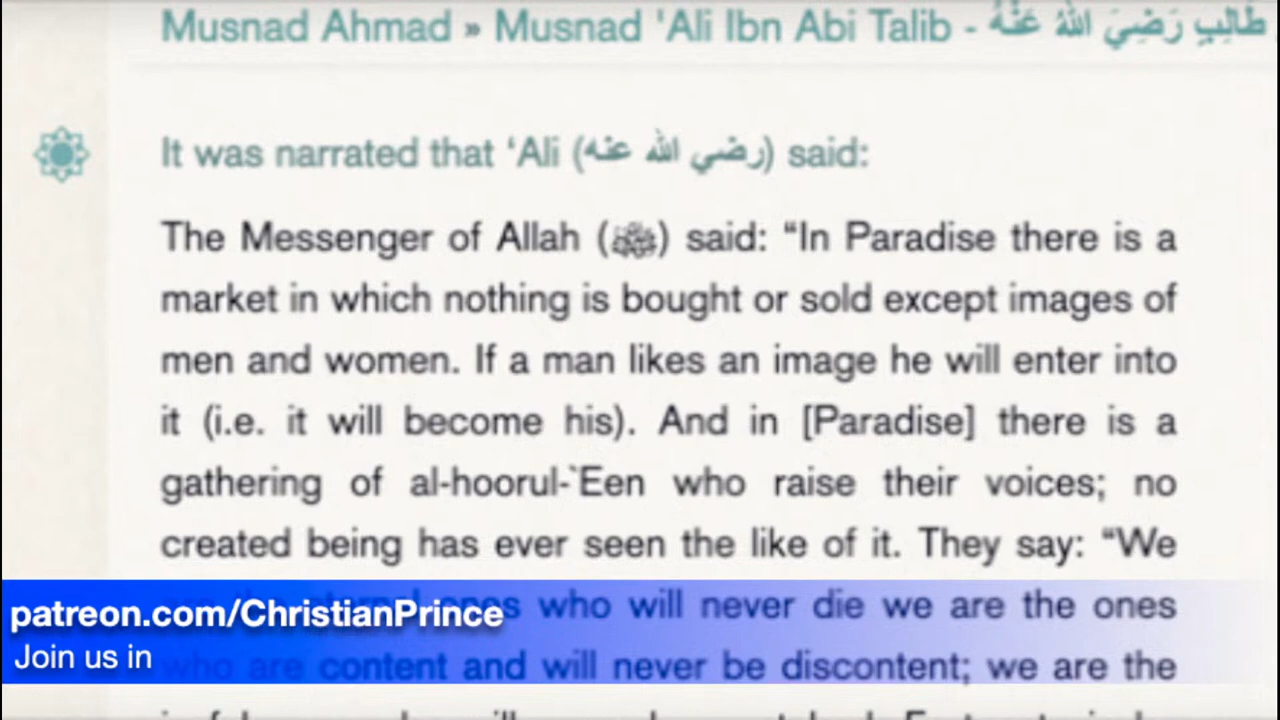 Musnad Ahmad » Musnad 'Ali Ibn Abi Talib - طَالِبٍ رَضِيَ اللهُ عَنْهُ
It was narrated that ‘Ali (رضي الله عنه) said:
The Messenger of Allah (ﷺ) said: “In Paradise there is a
market in which nothing is bought or sold except images of
men and women. If a man likes an image he will enter into
it (i.e. it will become his). And in [Paradise] there is a
gathering of al-hoorul-`Een who raise their voices; no
created being has ever seen the like of it. They say: “We
who will never die we are the ones
who are content and will never be discontent; we are the
patreon.com/ChristianPrince
Join us in